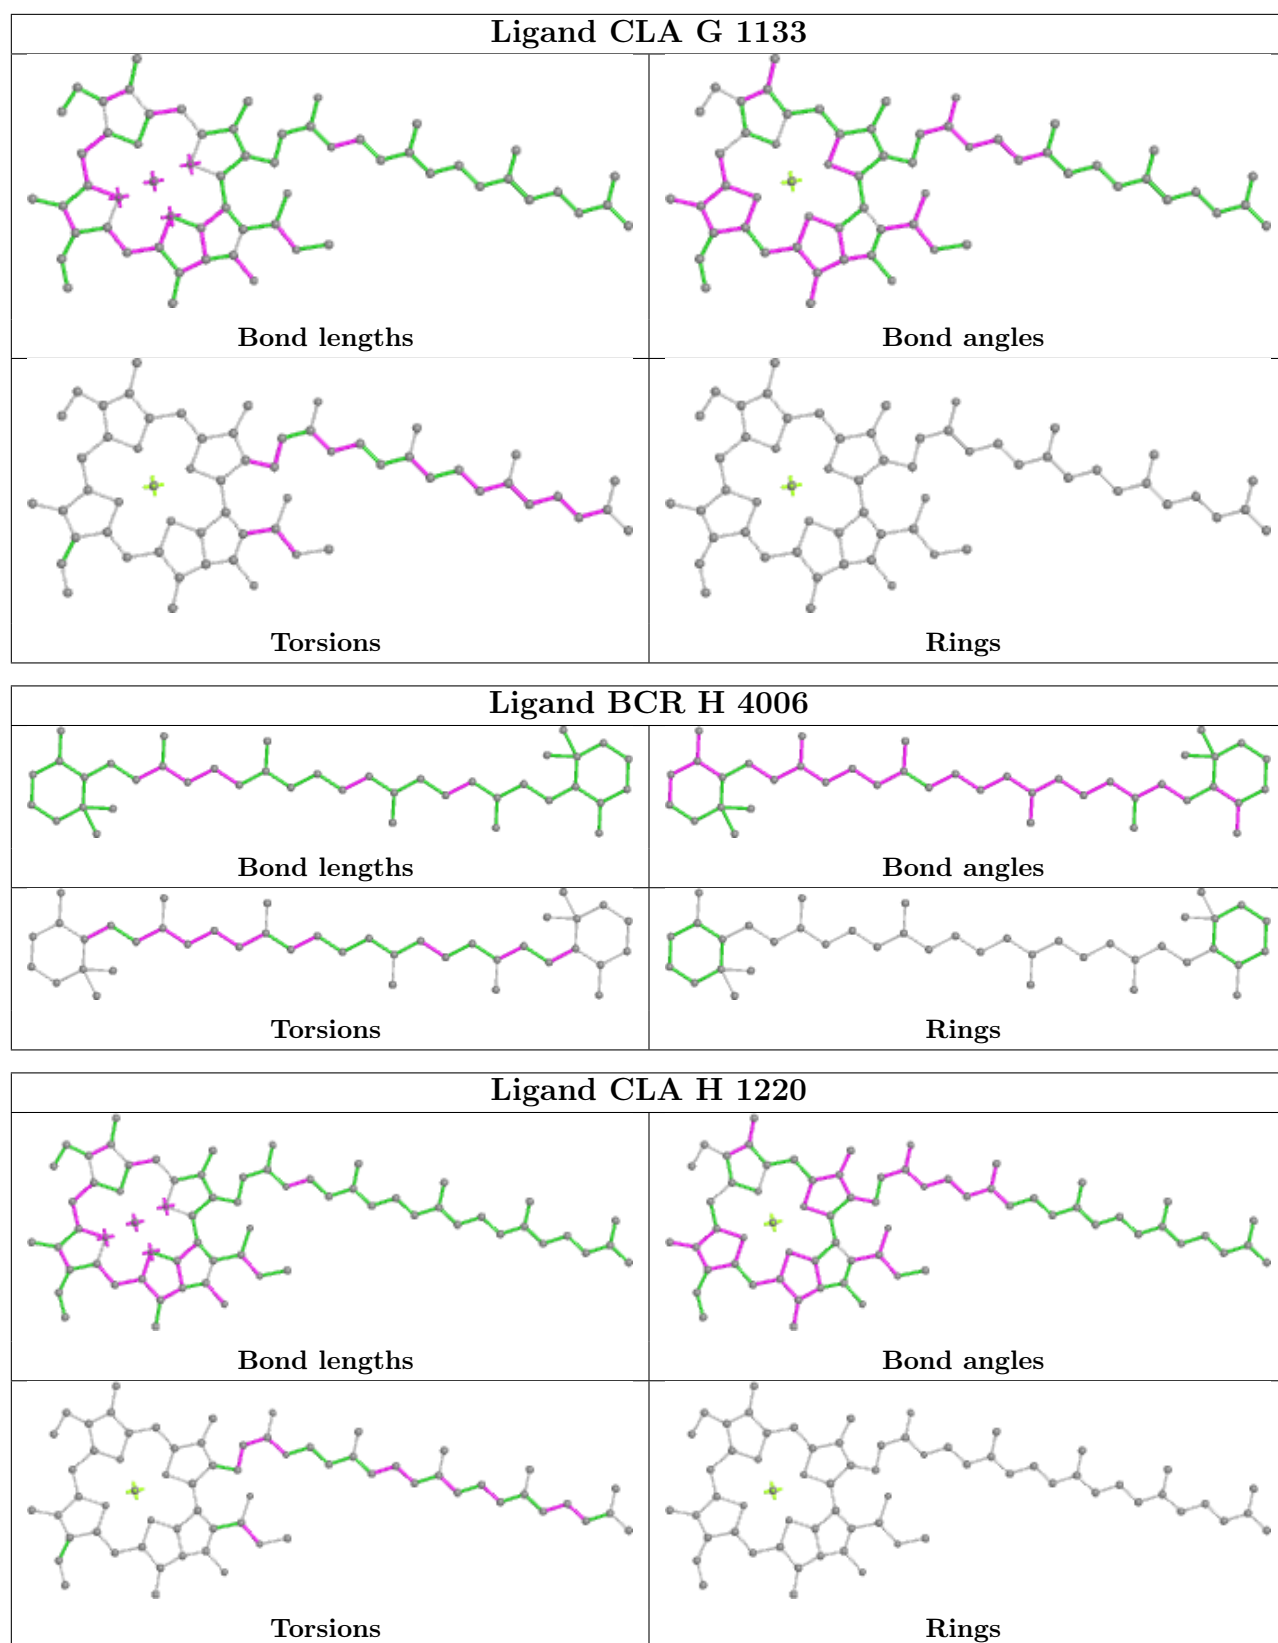 Ligand CLA G 1133
Bond lengths
Bond angles
Torsions
Rings
Ligand BCR H 4006
Bond lengths
Bond angles
Torsions
Rings
Ligand CLA H 1220
Bond lengths
Bond angles
Torsions
Rings